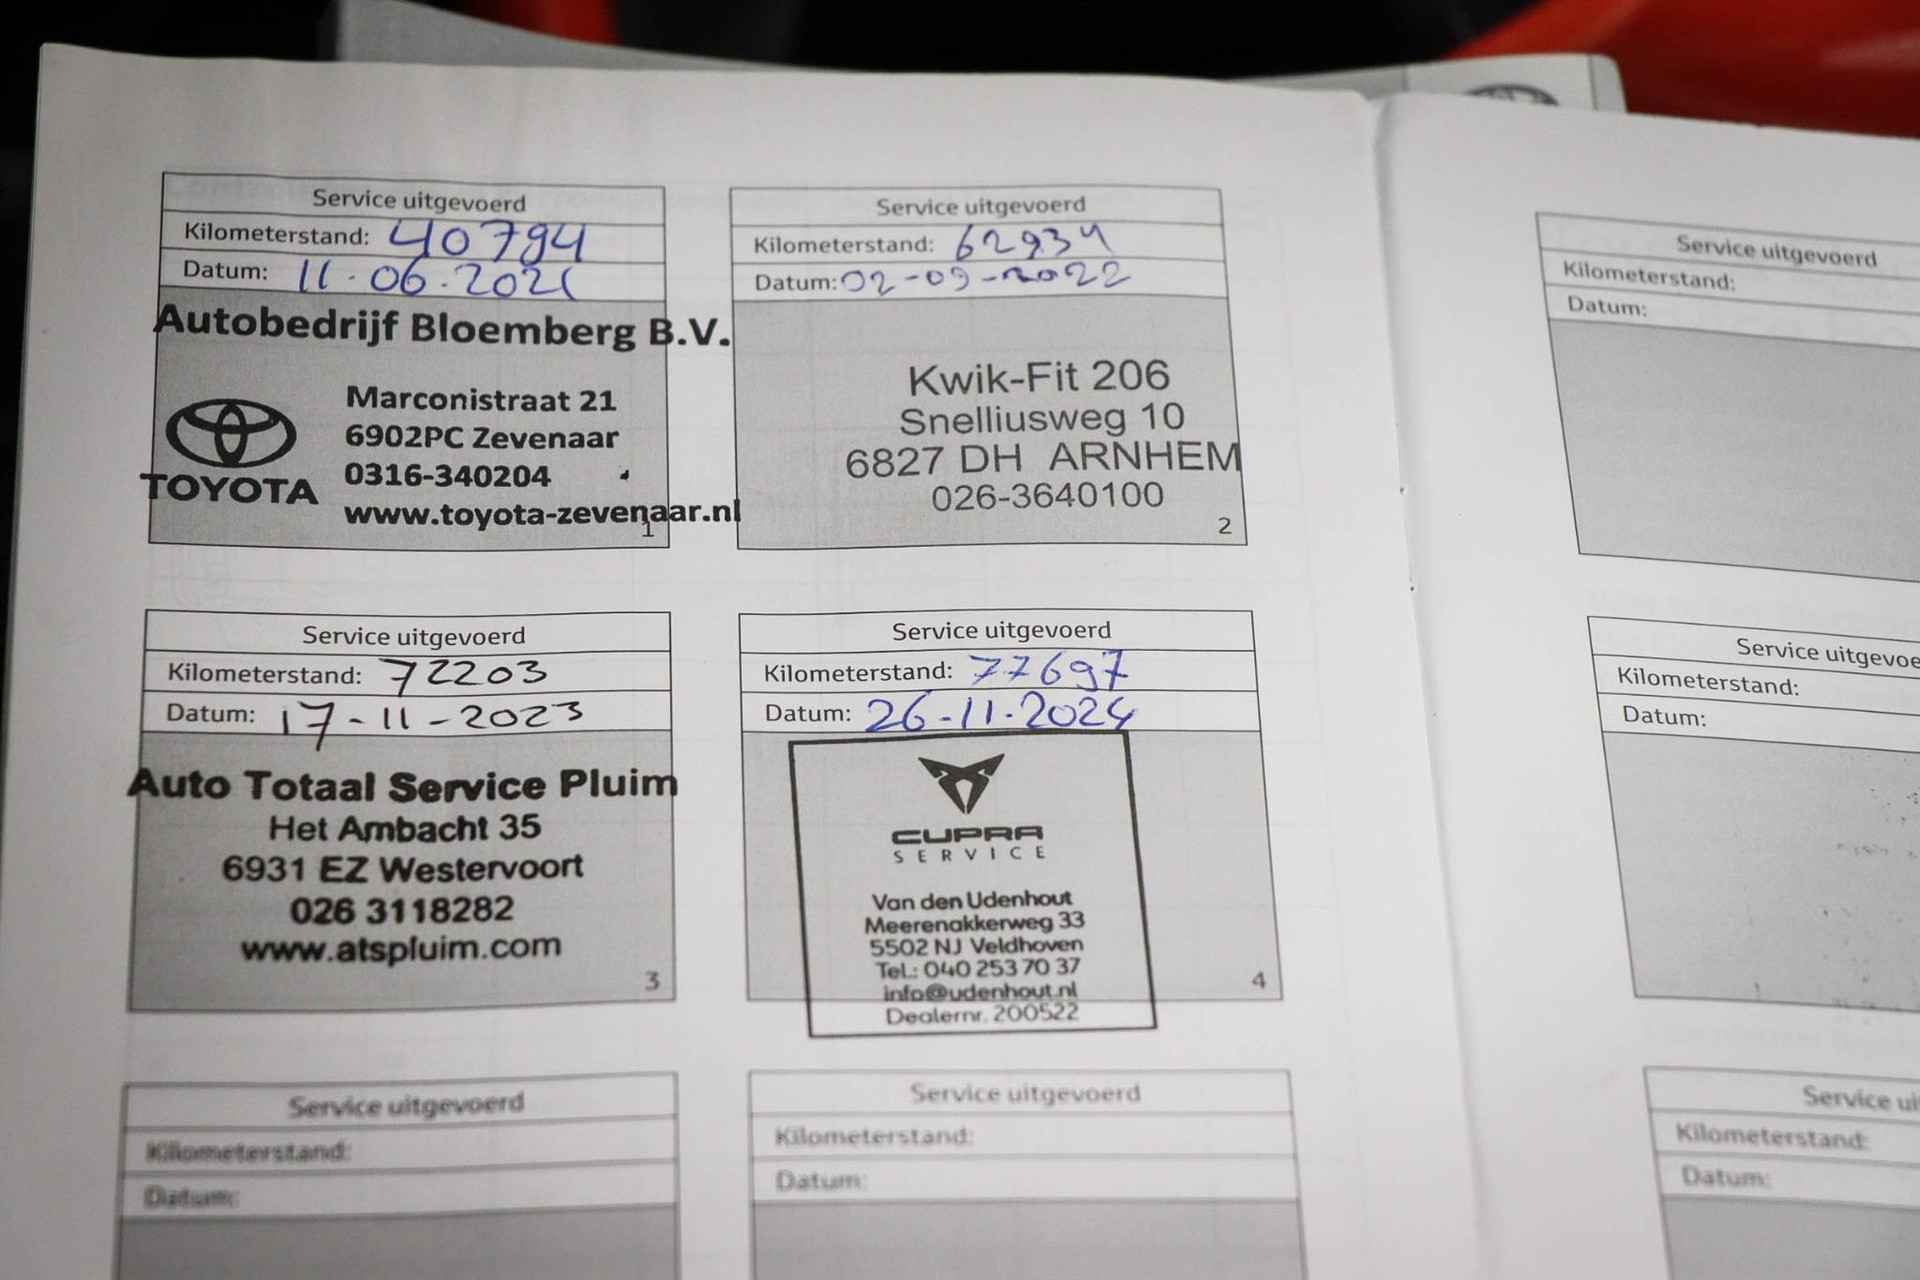 Service uitgevoerd
Kilometerstand: 40794
Datum: 11-06-2021
Autobedrijf Bloemberg B.V.
TOYOTA
Marconistraat 21
6902PC Zevenaar
0316-340204
www.toyota-zevenaar.nl
1
Service uitgevoerd
Kilometerstand: 62934
Datum: 02-09-2022
Kwik-Fit 206
Snelliusweg 10
6827 DH ARNHEM
026-3640100
2
Service uitgevoerd
Kilometerstand: 72203
Datum: 17-11-2023
Auto Totaal Service Pluim
Het Ambacht 35
6931 EZ Westervoort
026 3118282
www.atspluim.com
3
Service uitgevoerd
Kilometerstand: 77697
Datum: 26-11-2024
CUPRA
SERVICE
Van den Udenhout
Meerenakkerweg 33
5502 NJ Veldhoven
Tel.: 040 253 70 37
info@udenhout.nl
Dealernr. 200522
4
Service uitgevoerd
Kilometerstand:
Datum:
Service uitgevoerd
Kilometerstand:
Datum:
Service uitgevoerd
Kilometerstand:
Datum:
Service uitgevoe
Kilometerstand:
Datum:
Service ui
Kilometerstand:
Datum: